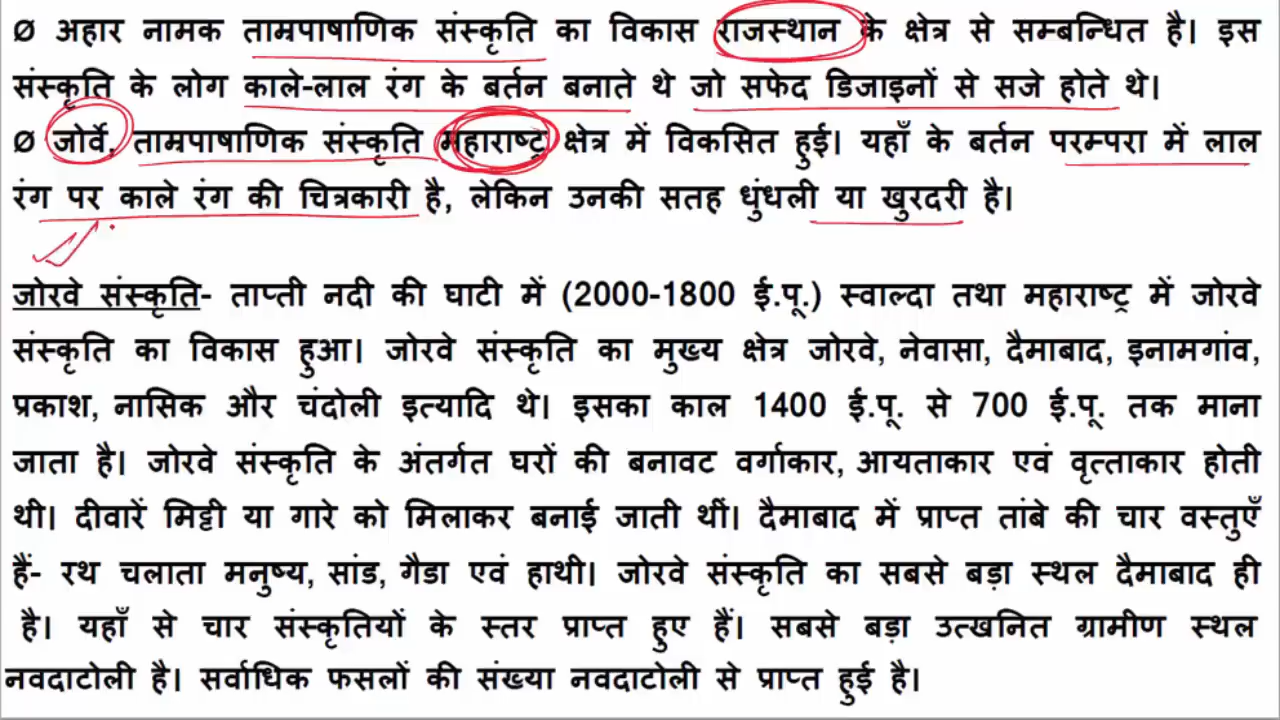 Ø अहार नामक ताम्रपाषाणिक संस्कृति का विकास राजस्थान के क्षेत्र से सम्बन्धित है। इस
संस्कृति के लोग काले-लाल रंग के बर्तन बनाते थे जो सफेद डिजाइनों से सजे होते थे।
Ø जोर्वे, ताम्रपाषाणिक संस्कृति महाराष्ट्र क्षेत्र में विकसित हुई। यहाँ के बर्तन परम्परा में लाल
रंग पर काले रंग की चित्रकारी है, लेकिन उनकी सतह धुंधली या खुरदरी है।
जोरवे संस्कृति- ताप्ती नदी की घाटी में (2000-1800 ई.पू.) स्वाल्दा तथा महाराष्ट्र में जोरवे
संस्कृति का विकास हुआ। जोरवे संस्कृति का मुख्य क्षेत्र जोरवे, नेवासा, दैमाबाद, इनामगांव,
प्रकाश, नासिक और चंदोली इत्यादि थे। इसका काल 1400 ई.पू. से 700 ई.पू. तक माना
जाता है। जोरवे संस्कृति के अंतर्गत घरों की बनावट वर्गाकार, आयताकार एवं वृत्ताकार होती
थी। दीवारें मिट्टी या गारे को मिलाकर बनाई जाती थीं। दैमाबाद में प्राप्त तांबे की चार वस्तुएँ
हैं- रथ चलाता मनुष्य, सांड, गैडा एवं हाथी। जोरवे संस्कृति का सबसे बड़ा स्थल दैमाबाद ही
है। यहाँ से चार संस्कृतियों के स्तर प्राप्त हुए हैं। सबसे बड़ा उत्खनित ग्रामीण स्थल
नवदाटोली है। सर्वाधिक फसलों की संख्या नवदाटोली से प्राप्त हुई है।